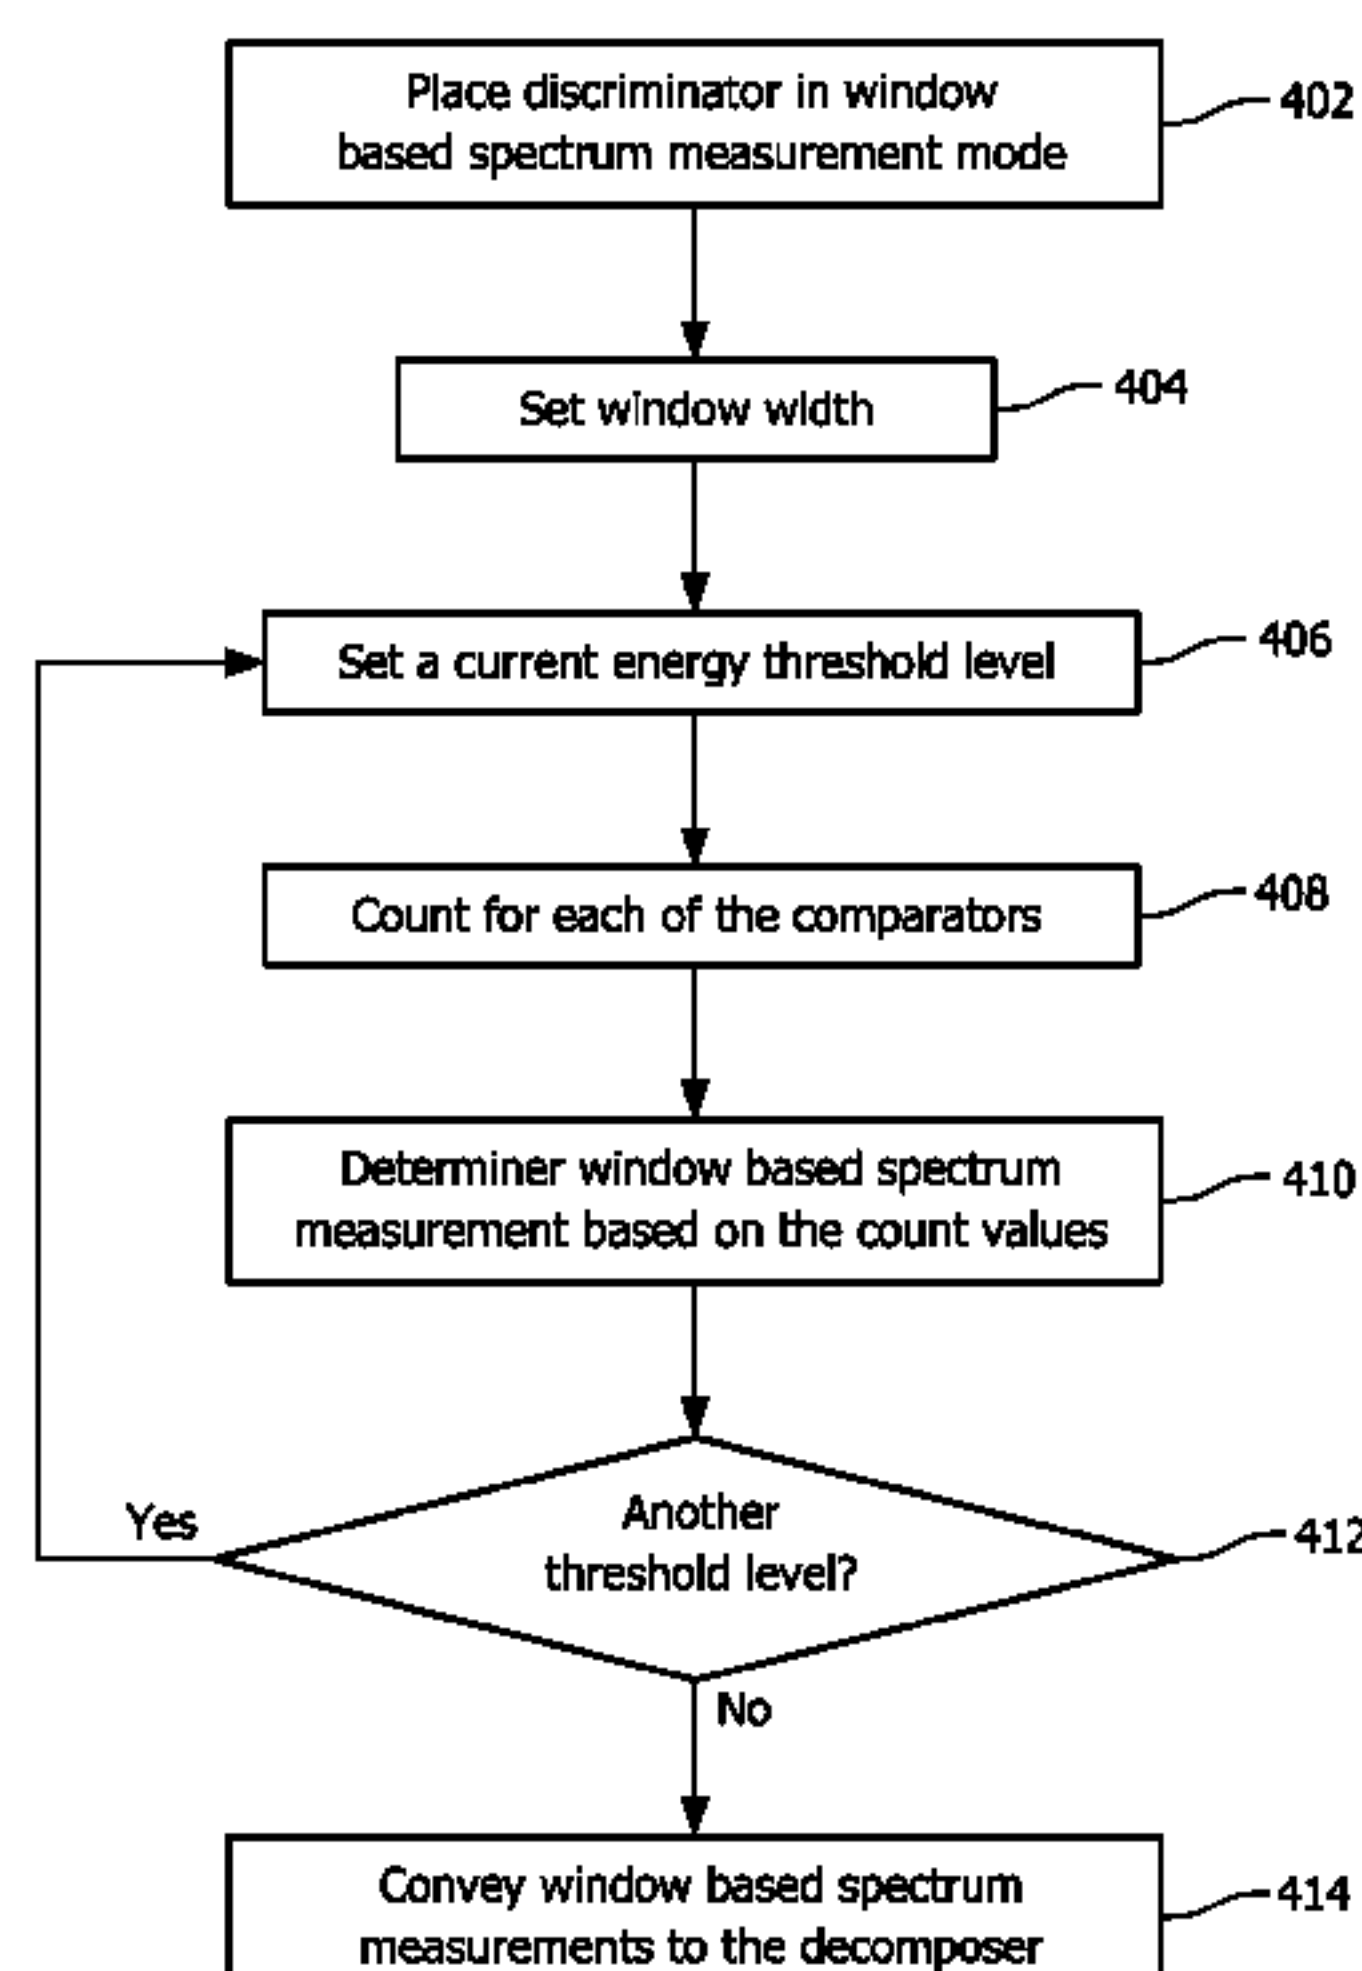 Place discriminator in window
based spectrum measurement mode
402
Set window width
404
Set a current energy threshold level
406
Count for each of the comparators
408
Determiner window based spectrum
measurement based on the count values
410
Another
threshold level?
412
Yes
No
Convey window based spectrum
measurements to the decomposer
414